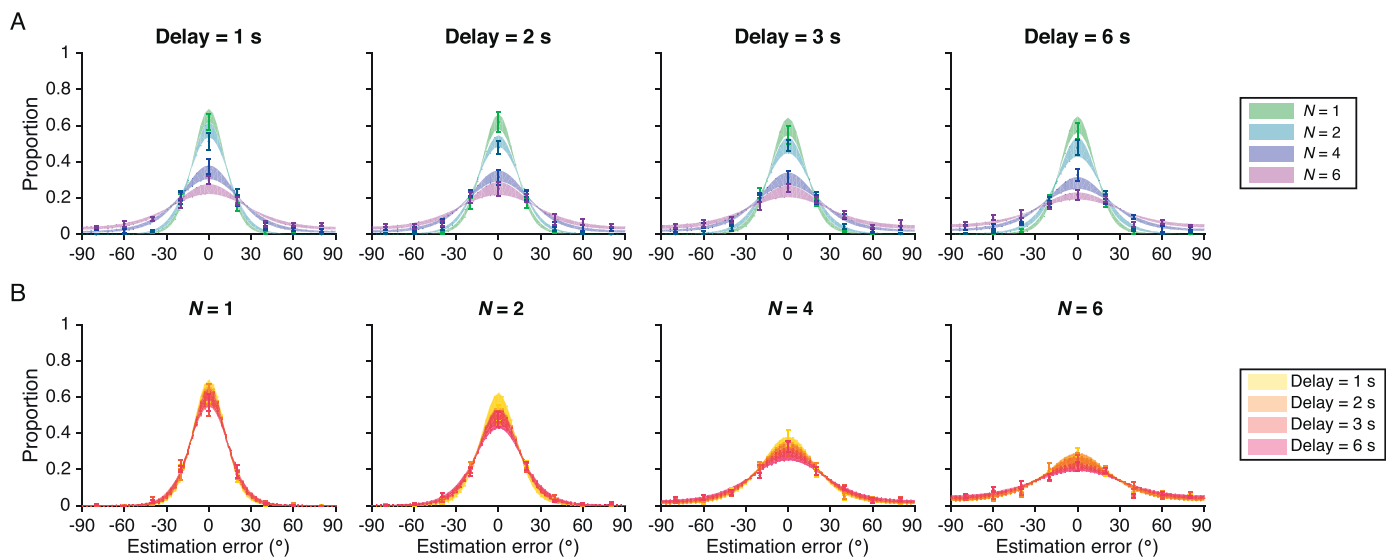 A
Delay = 1 s
Delay = 2 s
Delay = 3 s
Delay = 6 s
Proportion
1
0.8
0.6
0.4
0.2
0
-90 -60 -30 0 30 60 90
-90 -60 -30 0 30 60 90
-90 -60 -30 0 30 60 90
-90 -60 -30 0 30 60 90
N = 1
N = 2
N = 4
N = 6
B
N = 1
N = 2
N = 4
N = 6
Proportion
1
0.8
0.6
0.4
0.2
0
-90 -60 -30 0 30 60 90
-90 -60 -30 0 30 60 90
-90 -60 -30 0 30 60 90
-90 -60 -30 0 30 60 90
Estimation error (°)
Estimation error (°)
Estimation error (°)
Estimation error (°)
Delay = 1 s
Delay = 2 s
Delay = 3 s
Delay = 6 s